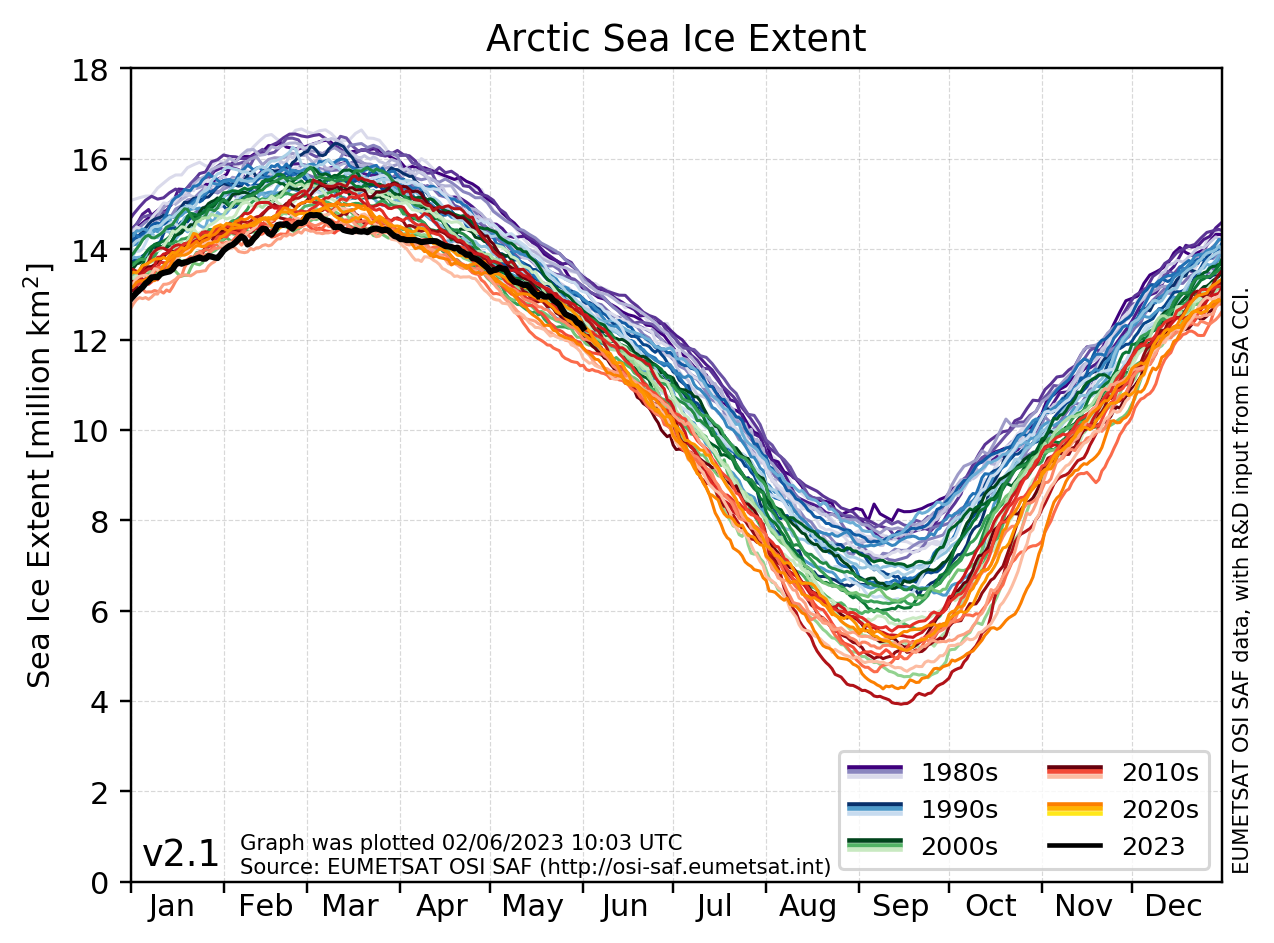 Arctic Sea Ice Extent
Sea Ice Extent [million km²]
18
16
14
12
10
8
6
4
2
0
Jan Feb Mar Apr May Jun Jul Aug Sep Oct Nov Dec
1980s 2010s
1990s 2020s
2000s 2023
v2.1
Graph was plotted 02/06/2023 10:03 UTC
Source: EUMETSAT OSI SAF (http://osi-saf.eumetsat.int)
EUMETSAT OSI SAF data, with R&D input from ESA CCI.